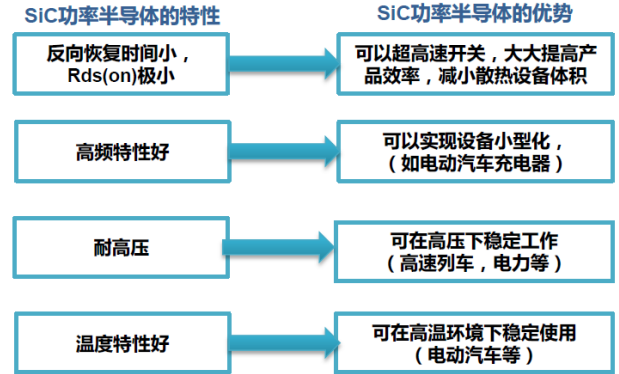 SiC功率半导体的特性
SiC功率半导体的优势
反向恢复时间小，
Rds(on)极小
可以超高速开关，大大提高产
品效率，减小散热设备体积
高频特性好
可以实现设备小型化，
（如电动汽车充电器）
耐高压
可在高压下稳定工作
（高速列车，电力等）
温度特性好
可在高温环境下稳定使用
（电动汽车等）